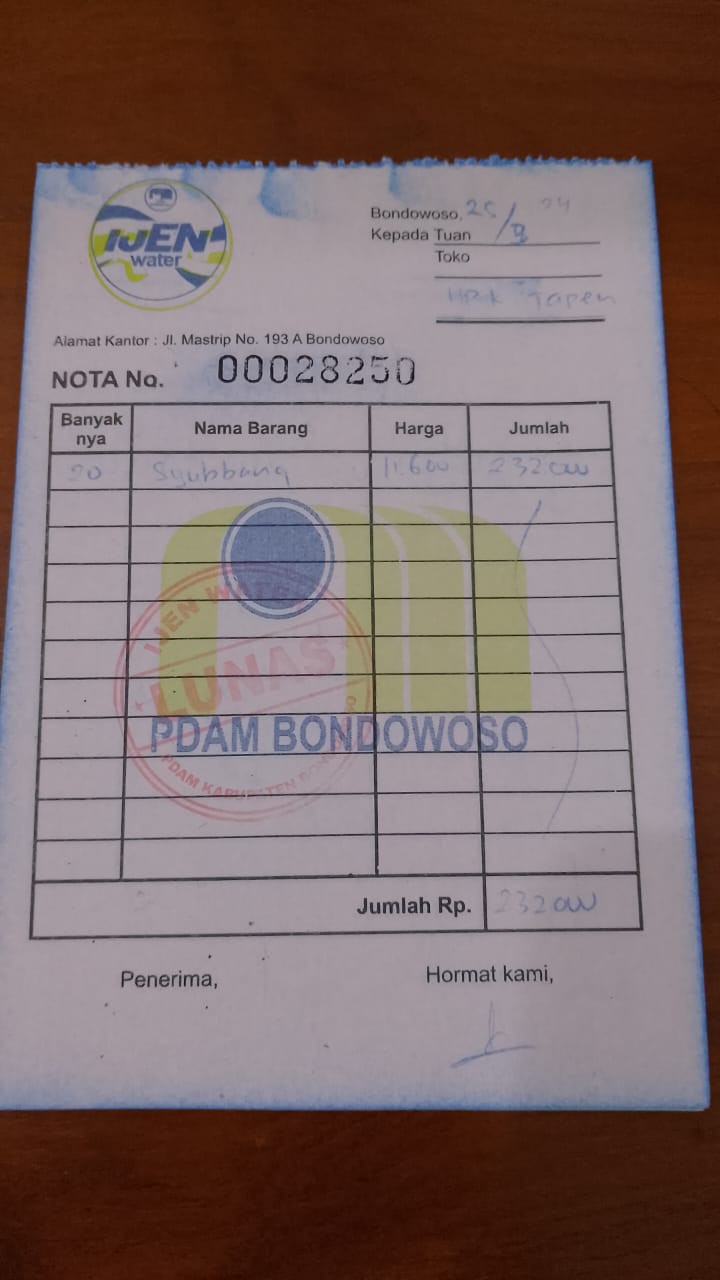 IJEN
water
Bondowoso, 25/8 24
Kepada Tuan
Toko
Tapen
Alamat Kantor : Jl. Mastrip No. 193 A Bondowoso
NOTA No. 00028250
Banyak nya Nama Barang Harga Jumlah
20 Syubbang 11.600 232000
IJEN WATER
LUNAS
PDAM BONDOWOSO
PDAM KABUPATEN BONDOWOSO
Jumlah Rp. 232000
Penerima, Hormat kami,